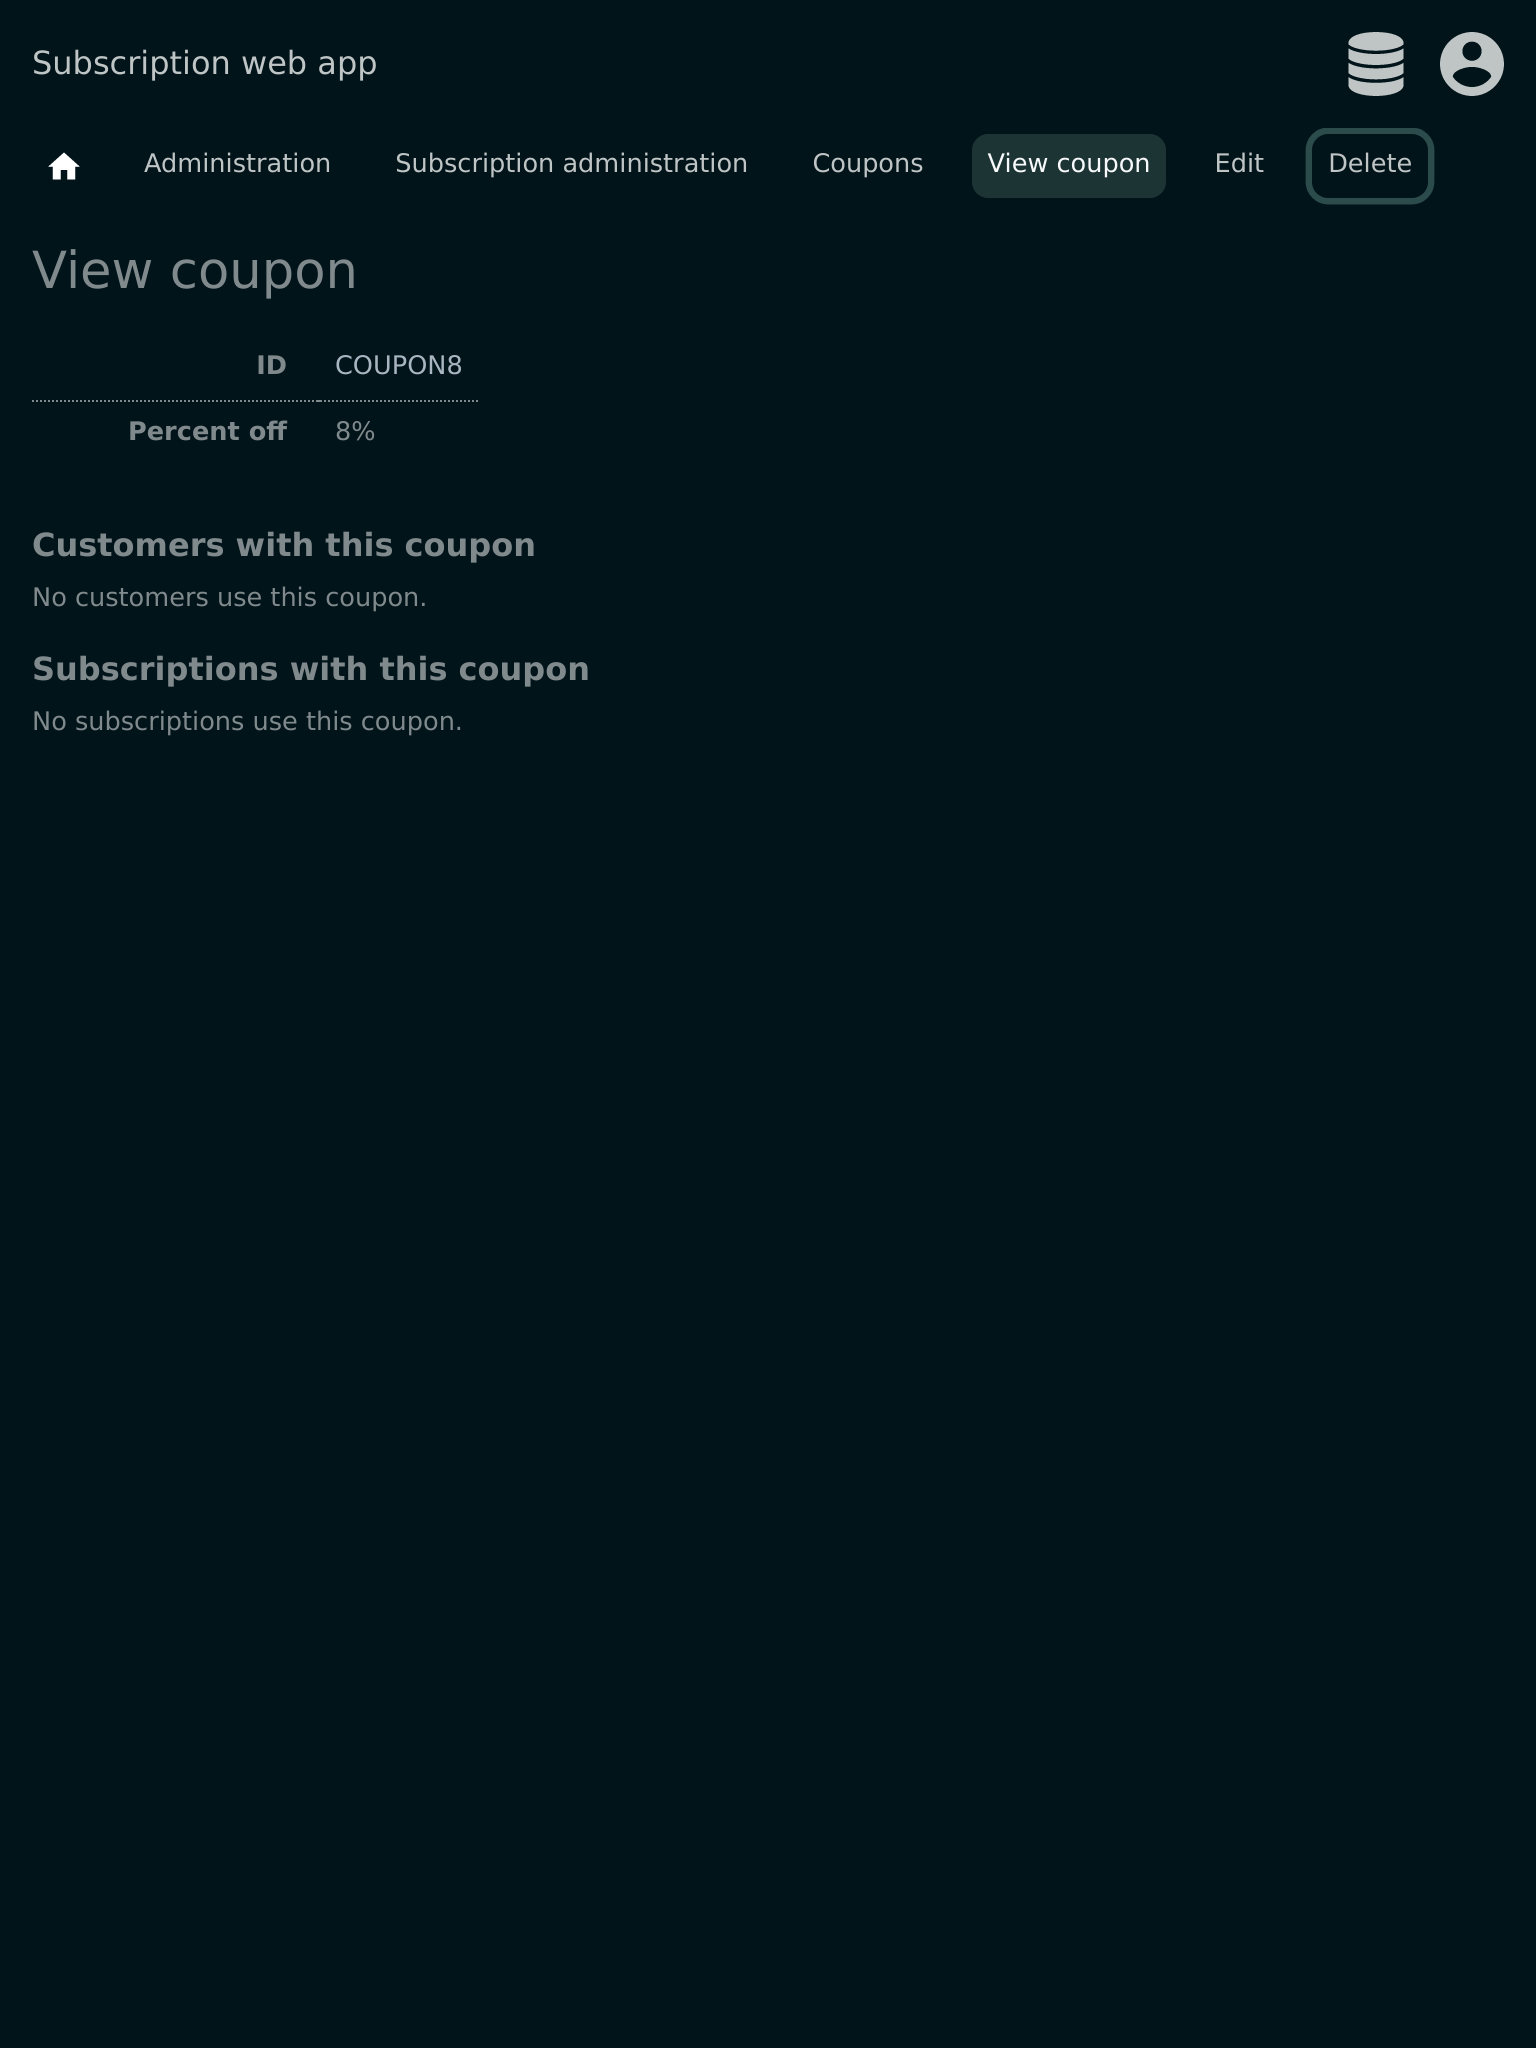 Subscription web app
Administration Subscription administration Coupons View coupon Edit Delete
View coupon
ID COUPON8
Percent off 8%
Customers with this coupon
No customers use this coupon.
Subscriptions with this coupon
No subscriptions use this coupon.